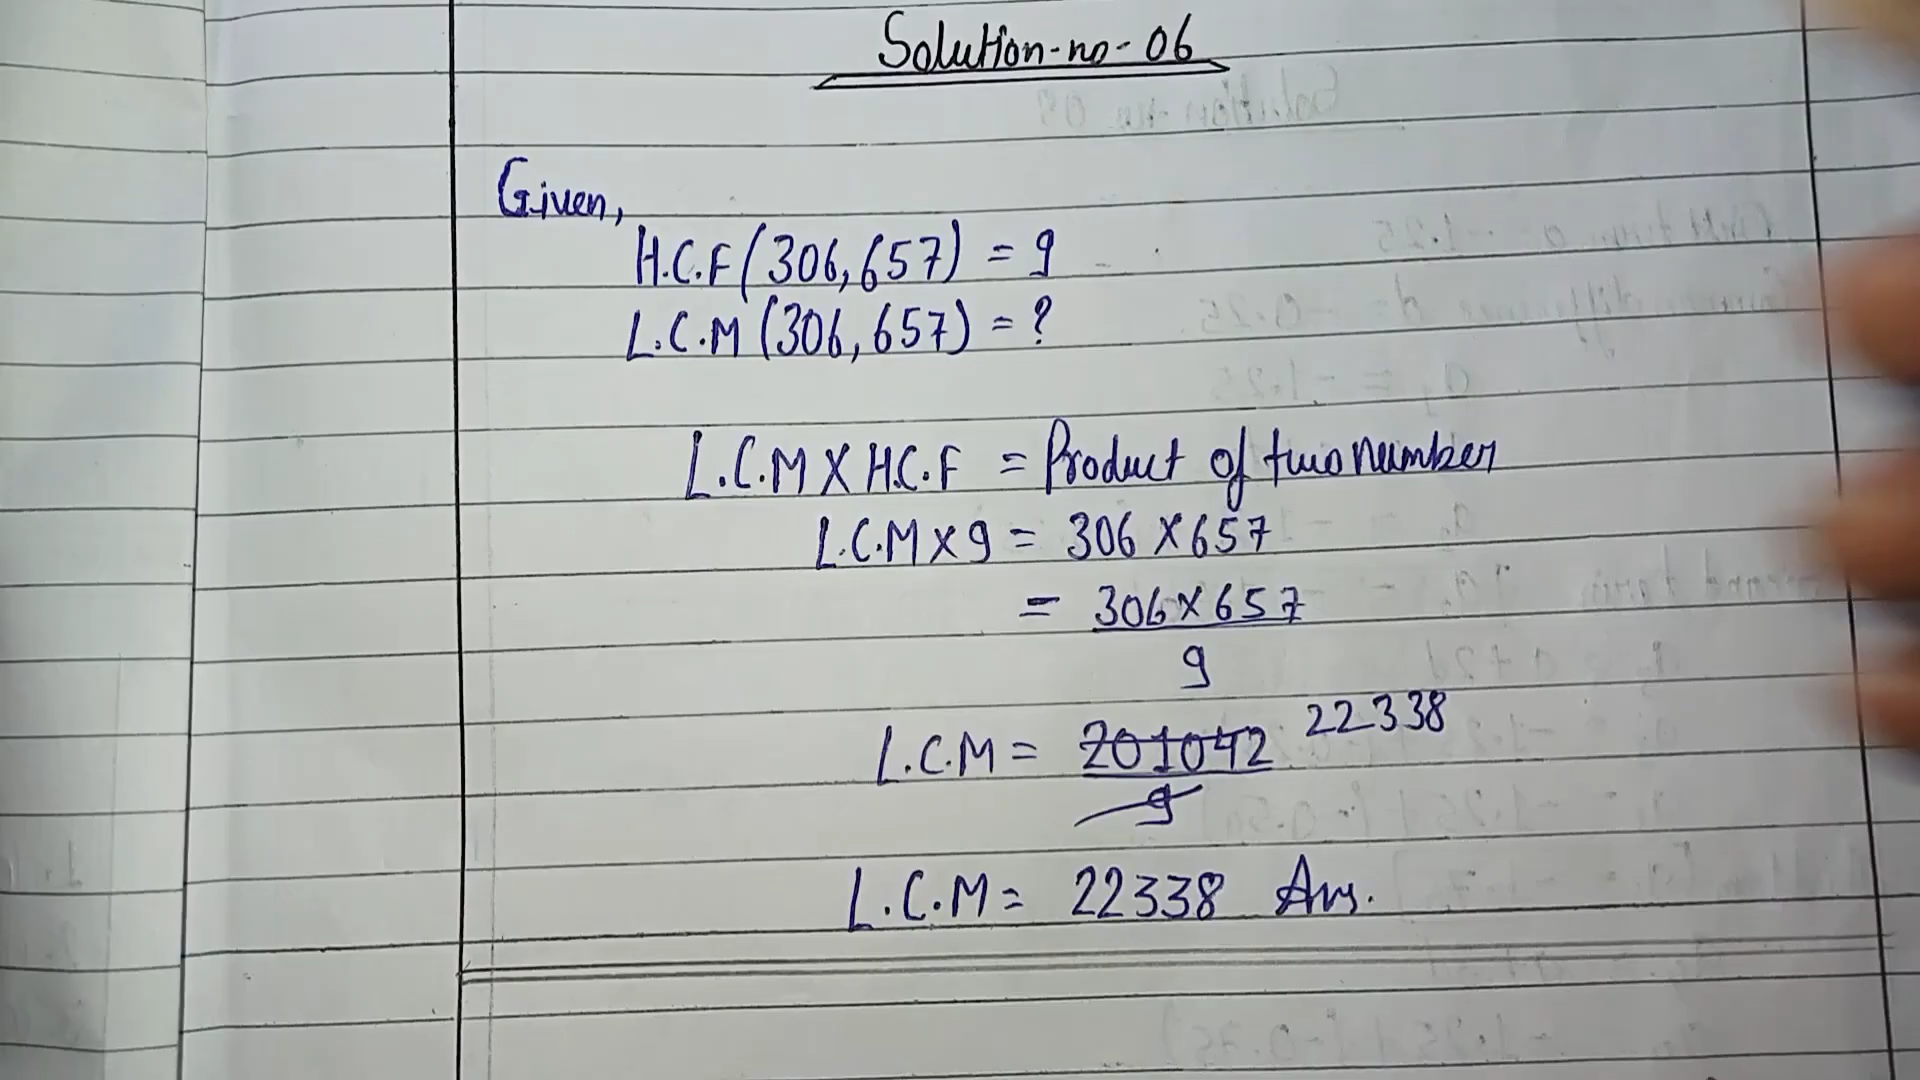 Solution-no-06
Given,
H.C.F (306,657) = 9
L.C.M (306,657) = ?
L.C.M X H.C.F = Product of two number
L.C.M X 9 = 306 X 657
= 306 X 657
9
L.C.M = 201042 22338
9
L.C.M = 22338 Ans.